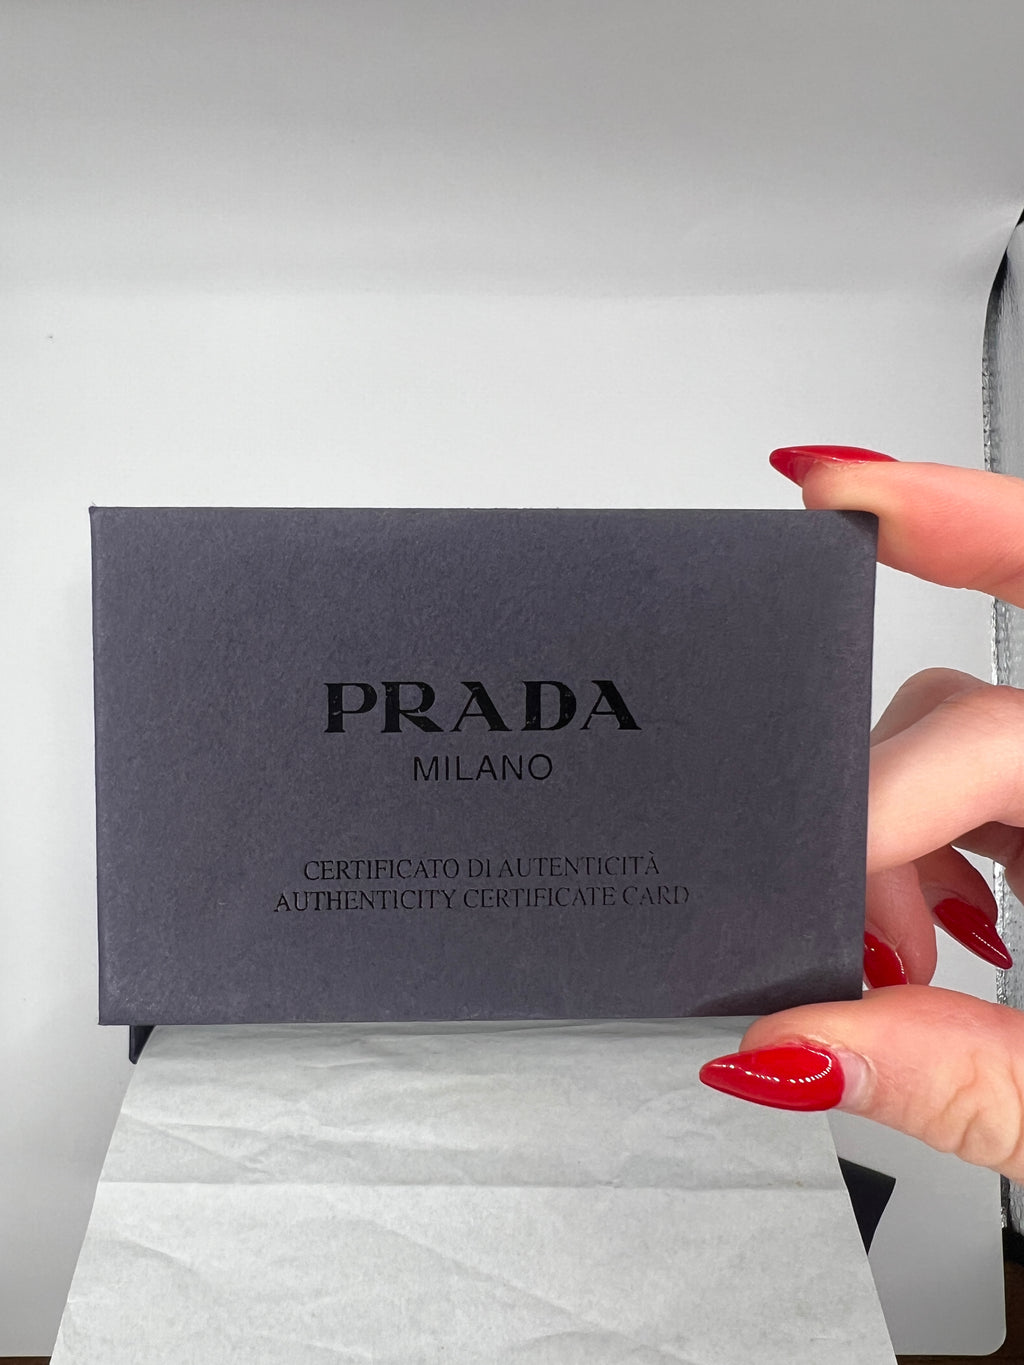 PRADA
MILANO
CERTIFICATO DI AUTENTICITÀ
AUTHENTICITY CERTIFICATE CARD